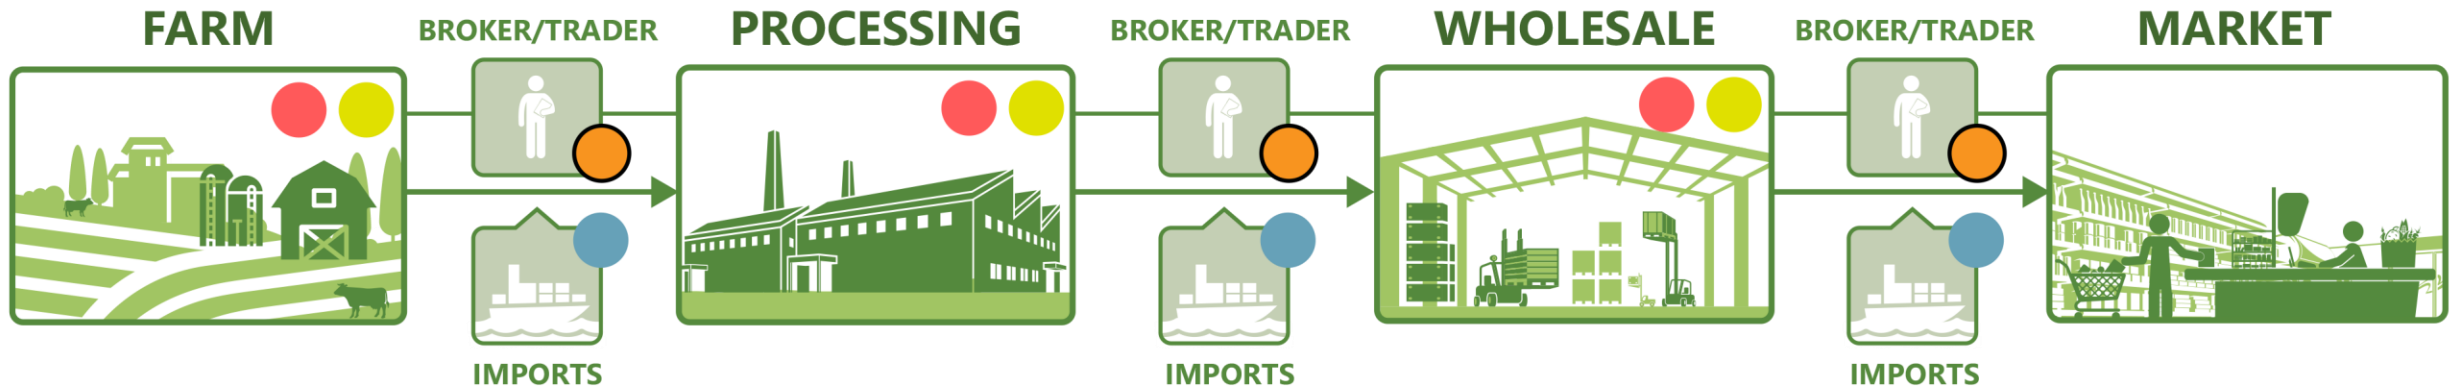 FARM
BROKER/TRADER
PROCESSING
BROKER/TRADER
WHOLESALE
BROKER/TRADER
MARKET
IMPORTS
IMPORTS
IMPORTS